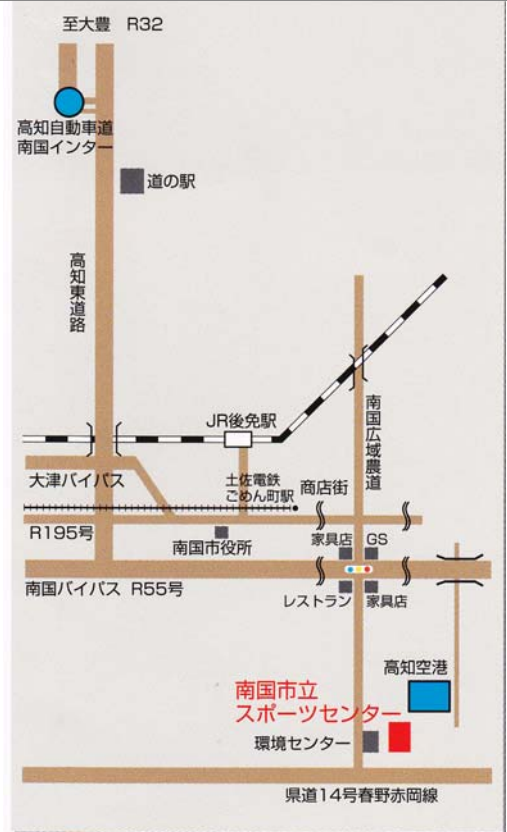 至大豊 R32
高知自動車道
南国インター
道の駅
高知東道路
JR後免駅
南国広域農道
大津バイパス
土佐電鉄
ごめん町駅
商店街
R195号
南国市役所
家具店
GS
南国バイパス R55号
レストラン
家具店
高知空港
南国市立
スポーツセンター
環境センター
県道14号春野赤岡線